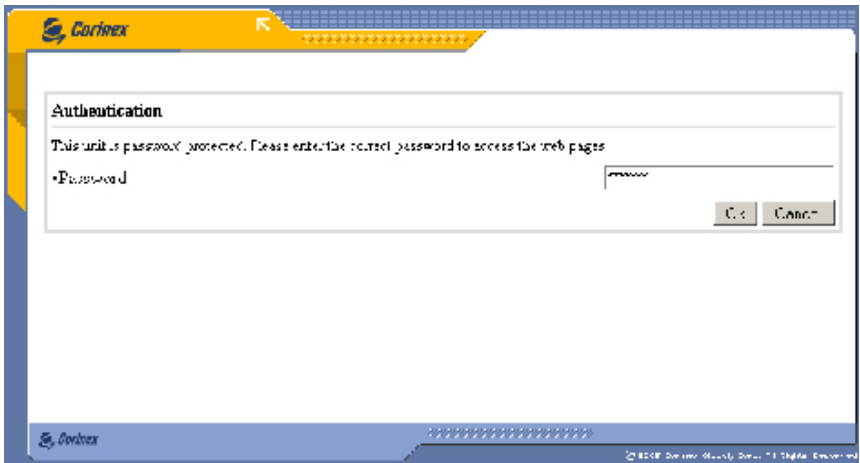 Corinex
Authentication
This unit is password protected. Please enter the correct password to access the web pages
•Password
Ok Cancel
Corinex